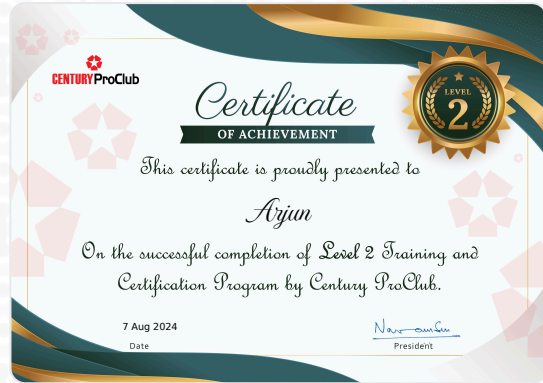 CENTURY ProClub
LEVEL
2
Certificate
OF ACHIEVEMENT
This certificate is proudly presented to
Arjun
On the successful completion of Level 2 Training and
Certification Program by Century ProClub.
7 Aug 2024
Date
President